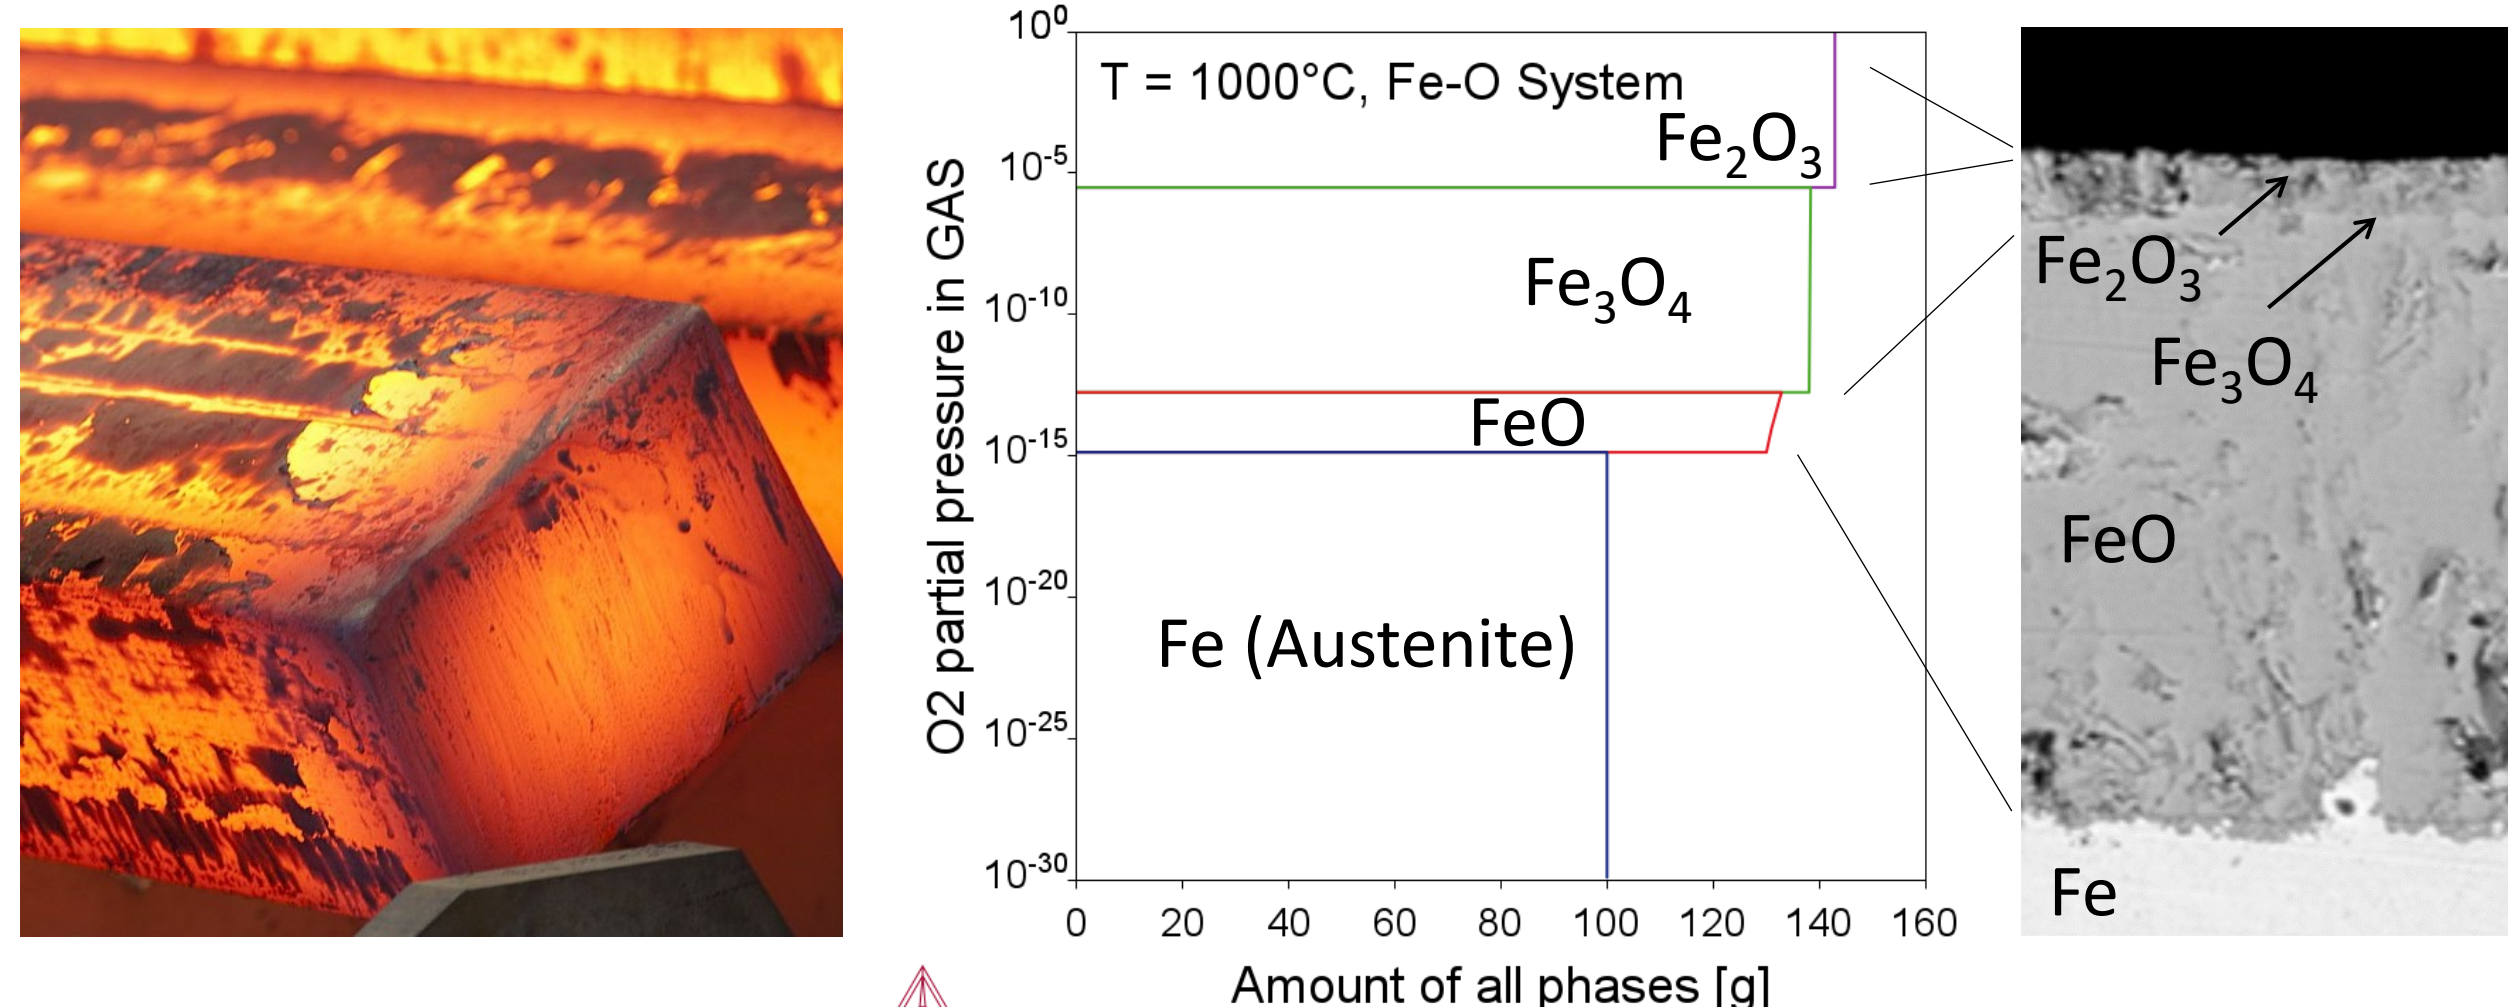 10⁰
T = 1000°C, Fe-O System
Fe₂O₃
10⁻⁵
Fe₃O₄
10⁻¹⁰
FeO
10⁻¹⁵
10⁻²⁰
Fe (Austenite)
10⁻²⁵
10⁻³⁰
0 20 40 60 80 100 120 140 160
Amount of all phases [g]
O2 partial pressure in GAS
Fe₂O₃
Fe₃O₄
FeO
Fe